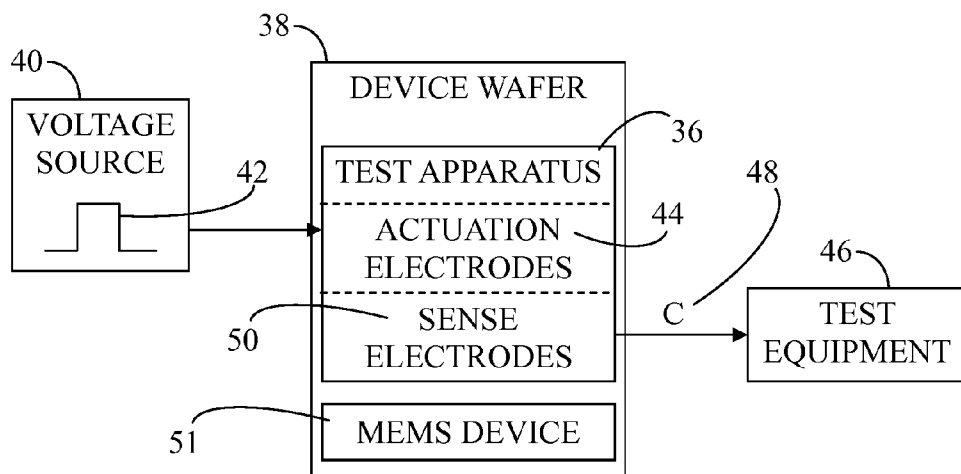 38
40
DEVICE WAFER
VOLTAGE
SOURCE
36
42
TEST APPARATUS
48
ACTUATION
ELECTRODES
44
46
50
SENSE
ELECTRODES
C
TEST
EQUIPMENT
51
MEMS DEVICE